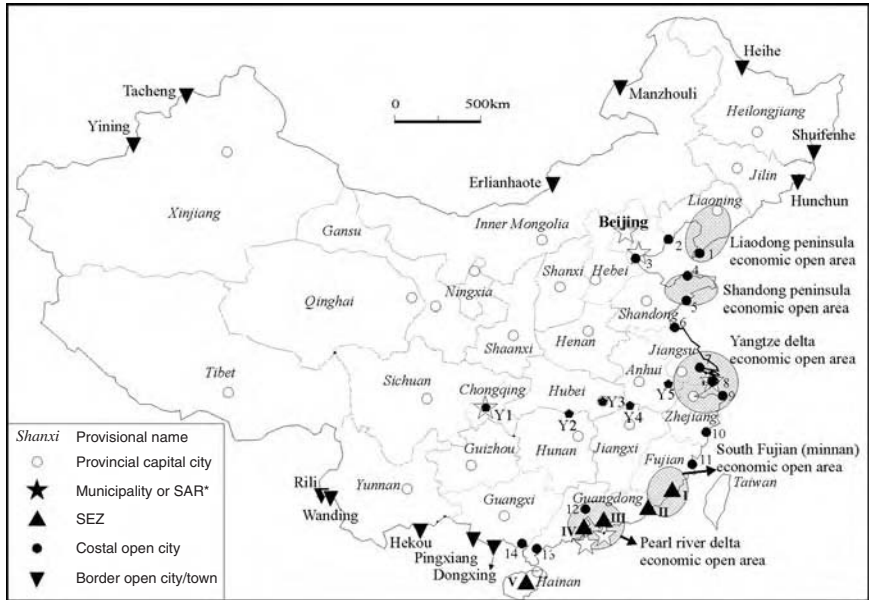 Heihe
Tacheng
Manzhouli
0 500km
Heilongjiang
Yining
Shuifenhe
Erlianhaote
Jilin
Hunchun
Xinjiang
Liaoning
Inner Mongolia
Beijing
Gansu
2
1
Liaodong peninsula
economic open area
3
4
Shanxi
Hebei
Ningxia
Shandong peninsula
economic open area
Qinghai
Shandong
5
6
Henan
Yangtze delta
economic open area
Shaanxi
Jiangsu
7
Tibet
Anhui
8
Sichuan
Chongqing
Hubei
Y5
9
Y1
Y3
Y4
Zhejiang
Y2
10
Hunan
Jiangxi
Guizhou
South Fujian (minnan)
economic open area
Fujian
11
Taiwan
Rili
Yunnan
Guangxi
Guangdong
I
Wanding
12
III
II
IV
Hekou
Pearl river delta
economic open area
Pingxiang
14
Dongxing
V
Hainan
Shanxi Provisional name
Provincial capital city
Municipality or SAR*
SEZ
Costal open city
Border open city/town